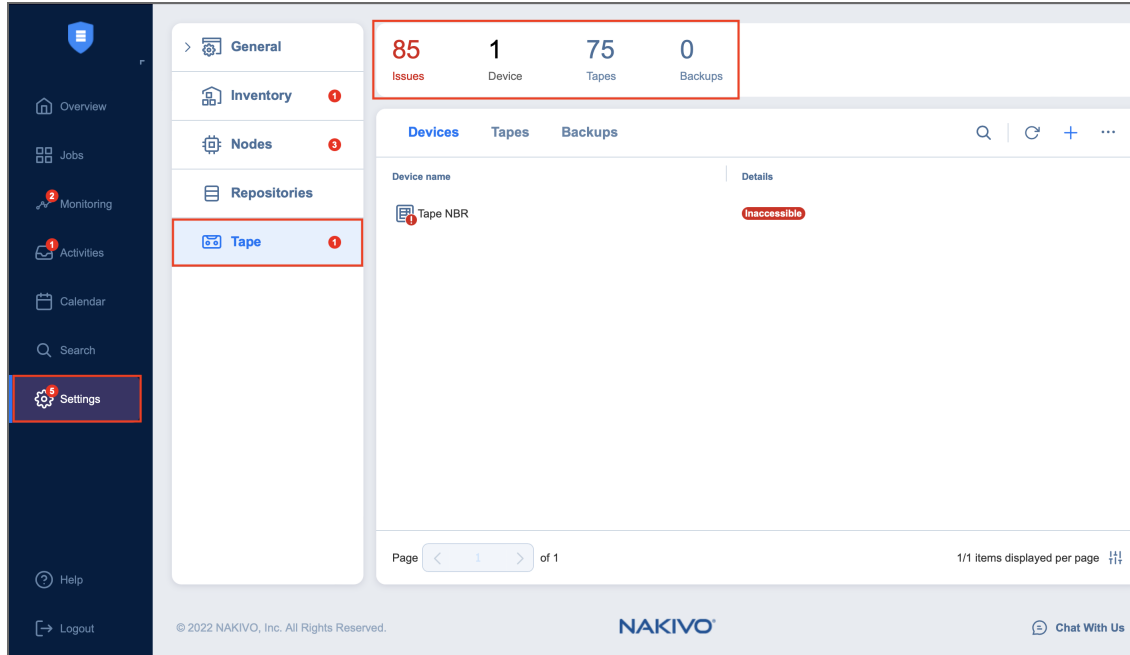 Overview
Jobs
2
Monitoring
1
Activities
Calendar
Search
5
Settings
Help
Logout
General
Inventory 1
Nodes 3
Repositories
Tape 1
85 1 75 0
Issues Device Tapes Backups
Devices Tapes Backups
Device name Details
Tape NBR Inaccessible
Page 1 of 1 1/1 items displayed per page
© 2022 NAKIVO, Inc. All Rights Reserved. NAKIVO® Chat With Us